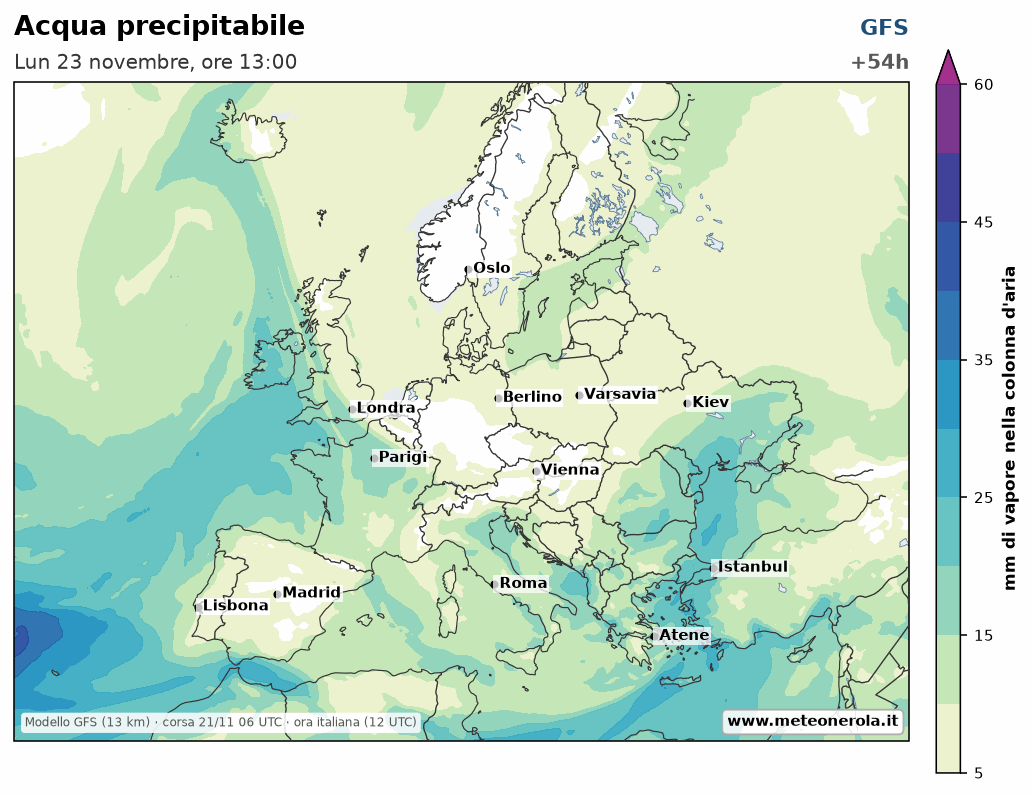 Acqua precipitabile
GFS
Lun 23 novembre, ore 13:00
+54h
60
45
35
25
15
5
mm di vapore nella colonna d'aria
Oslo
Berlino
Varsavia
Kiev
Londra
Parigi
Vienna
Istanbul
Roma
Madrid
Lisbona
Atene
Modello GFS (13 km) · corsa 21/11 06 UTC · ora italiana (12 UTC)
www.meteonerola.it